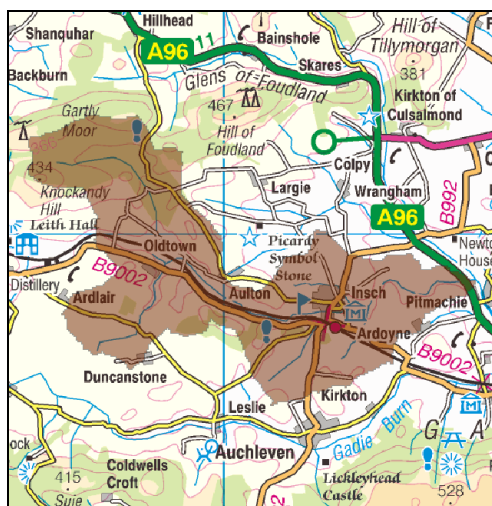 Hillhead
Shanquhar
A96
11
Bainshole
Hill of
Tillymorgan
Backburn
Glens of Foudland
Skares
381
Kirkton of
Culsalmond
Gartly
Moor
467
Hill of
Foudland
Colpy
434
Knockandy
Hill
Largie
Wrangham
B992
Leith Hall
A96
Oldtown
Picardy
Symbol
Stone
Newto
House
Distillery
B9002
Ardlair
Aulton
Insch
M
Pitmachie
Ardoyne
B9002
Duncanstone
Kirkton
M
Leslie
Gadie Burn
G A
ock
Auchleven
Coldwells
Croft
415
Suie
Lickleyhead
Castle
528